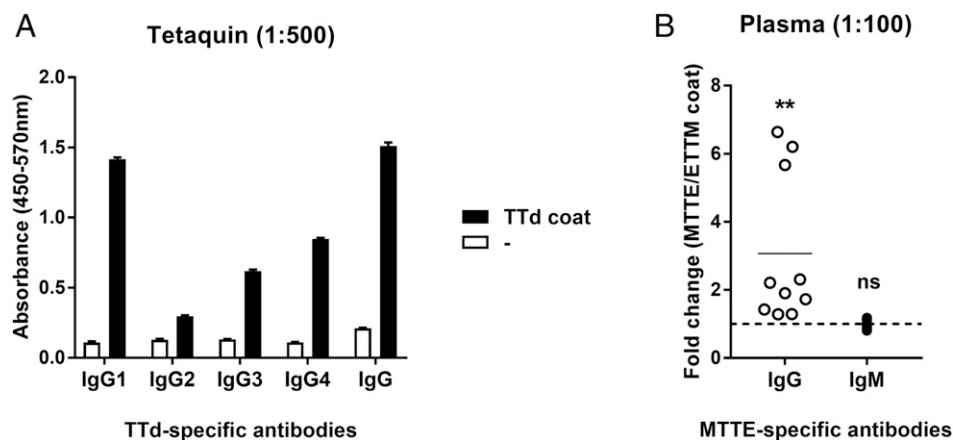 A
Tetaquin (1:500)
Absorbance (450-570nm)
2.0
1.5
1.0
0.5
0.0
IgG1 IgG2 IgG3 IgG4 IgG
TTd-specific antibodies
TTd coat
-
B
Plasma (1:100)
Fold change (MTTE/ETTM coat)
8
6
4
2
0
**
ns
IgG IgM
MTTE-specific antibodies